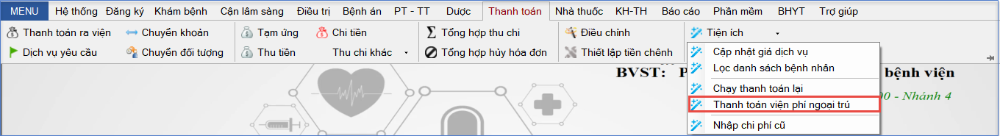 MENU Hệ thống Đăng ký Khám bệnh Cận lâm sàng Điều trị Bệnh án PT - TT Dược Thanh toán Nhà thuốc KH-TH Báo cáo Phần mềm BHYT Trợ giúp
Thanh toán ra viện Chuyển khoản Tạm ứng Chi tiền Tổng hợp thu chi Điều chỉnh Tiện ích
Dịch vụ yêu cầu Chuyển đối tượng Thu tiền Thu chi khác Tổng hợp hủy hóa đơn Thiết lập tiền chênh
Cập nhật giá dịch vụ
Lọc danh sách bệnh nhân
BVST: P bệnh viện
Chạy thanh toán lại
00 - Nhánh 4
Thanh toán viện phí ngoại trú
Nhập chi phí cũ